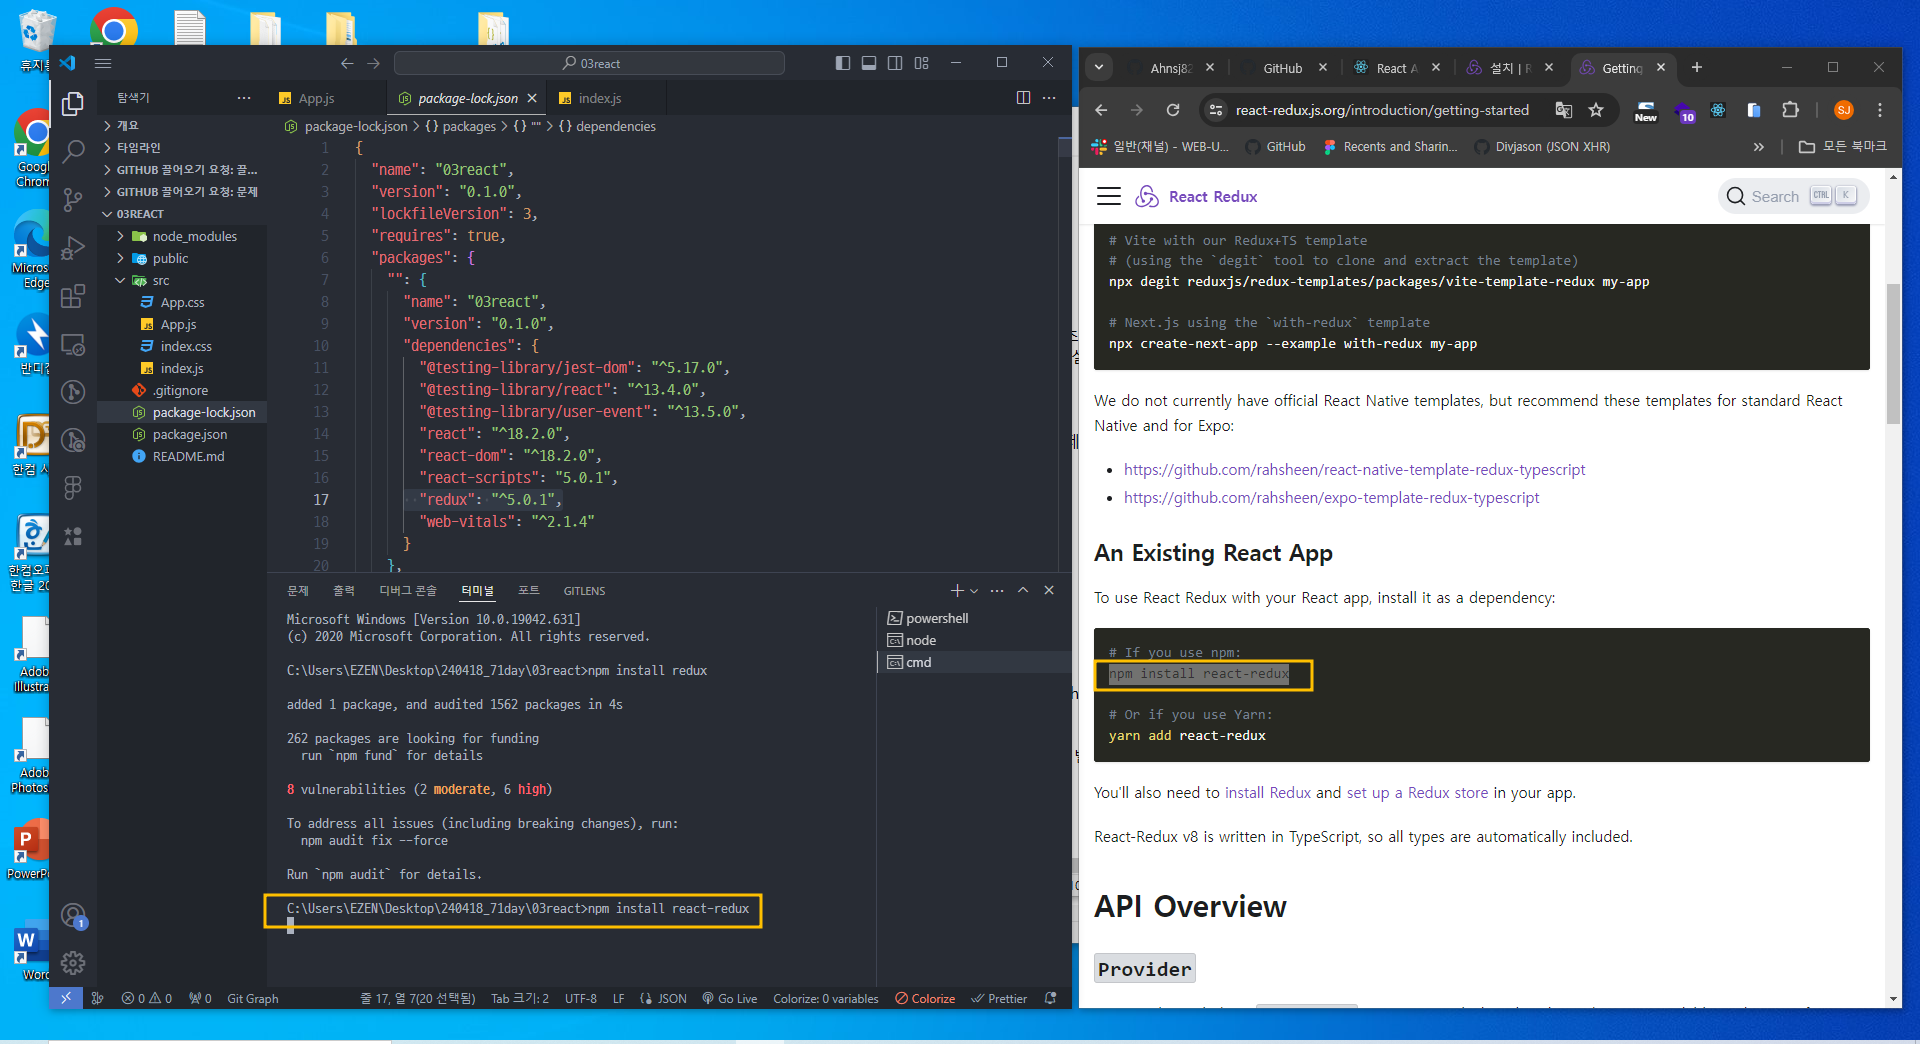 휴지통
Google
Chrom
Micros
Edge
반디집
한컴 사
한컴오피
한글 20
Adob
Illustra
Adob
Photos
PowerPo
Word
03react
탐색기
개요
타임라인
GITHUB 끌어오기 요청: 끌...
GITHUB 끌어오기 요청: 문제
03REACT
node_modules
public
src
App.css
App.js
index.css
index.js
.gitignore
package-lock.json
package.json
README.md
1
App.js
package-lock.json
index.js
package-lock.json > {} packages > {} "" > {} dependencies
1 {
2 "name": "03react",
3 "version": "0.1.0",
4 "lockfileVersion": 3,
5 "requires": true,
6 "packages": {
7 "": {
8 "name": "03react",
9 "version": "0.1.0",
10 "dependencies": {
11 "@testing-library/jest-dom": "^5.17.0",
12 "@testing-library/react": "^13.4.0",
13 "@testing-library/user-event": "^13.5.0",
14 "react": "^18.2.0",
15 "react-dom": "^18.2.0",
16 "react-scripts": "5.0.1",
17 "redux": "^5.0.1",
18 "web-vitals": "^2.1.4"
19 }
20 },
문제 출력 디버그 콘솔 터미널 포트 GITLENS
Microsoft Windows [Version 10.0.19042.631]
(c) 2020 Microsoft Corporation. All rights reserved.
C:\Users\EZEN\Desktop\240418_71day\03react>npm install redux
added 1 package, and audited 1562 packages in 4s
262 packages are looking for funding
run `npm fund` for details
8 vulnerabilities (2 moderate, 6 high)
To address all issues (including breaking changes), run:
npm audit fix --force
Run `npm audit` for details.
C:\Users\EZEN\Desktop\240418_71day\03react>npm install react-redux
powershell
node
cmd
0 0 0 Git Graph 줄 17, 열 7(20 선택됨) Tab 크기: 2 UTF-8 LF {} JSON Go Live Colorize: 0 variables Colorize Prettier
Ahnsj82 GitHub React A 설치 | R Getting
react-redux.js.org/introduction/getting-started
New
10
SJ
일반(채널) - WEB-U... GitHub Recents and Sharin... Divjason (JSON XHR) » 모든 북마크
React Redux
Search CTRL K
# Vite with our Redux+TS template
# (using the `degit` tool to clone and extract the template)
npx degit reduxjs/redux-templates/packages/vite-template-redux my-app
# Next.js using the `with-redux` template
npx create-next-app --example with-redux my-app
We do not currently have official React Native templates, but recommend these templates for standard React
Native and for Expo:
• https://github.com/rahsheen/react-native-template-redux-typescript
• https://github.com/rahsheen/expo-template-redux-typescript
An Existing React App
To use React Redux with your React app, install it as a dependency:
# If you use npm:
npm install react-redux
# Or if you use Yarn:
yarn add react-redux
You'll also need to install Redux and set up a Redux store in your app.
React-Redux v8 is written in TypeScript, so all types are automatically included.
API Overview
Provider